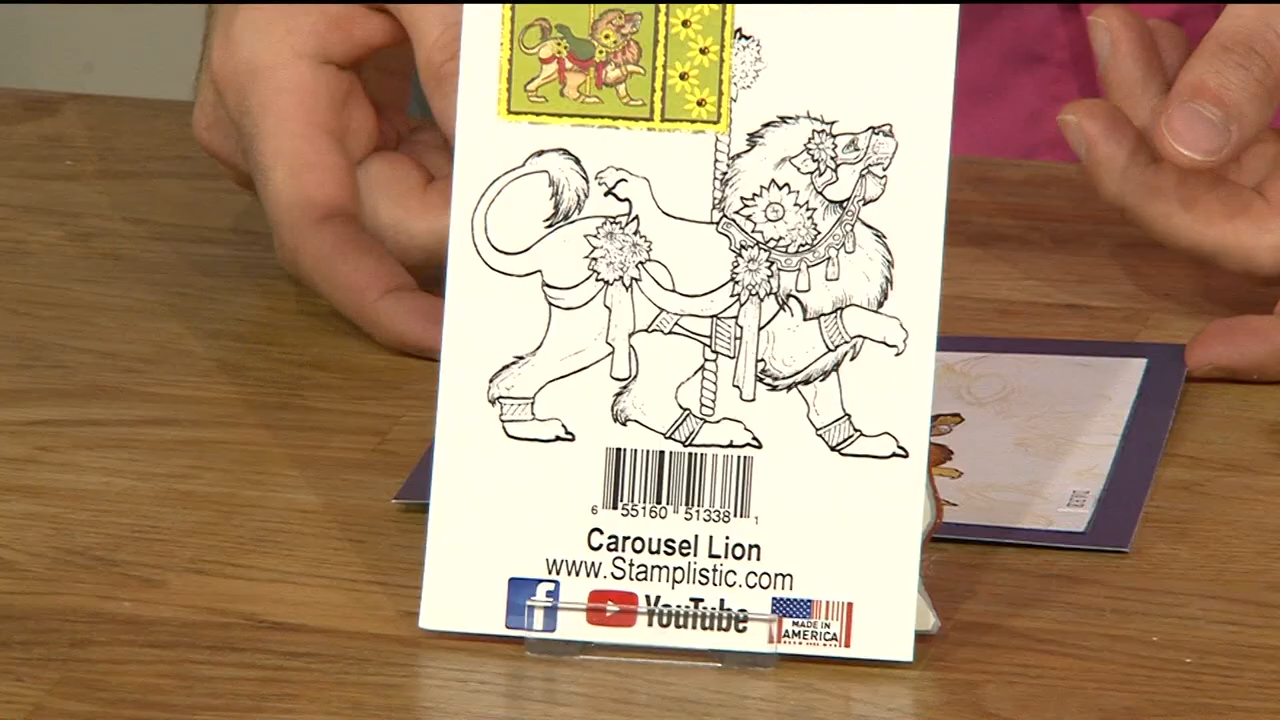 6 55160 51338 1
Carousel Lion
www.Stamplistic.com
f YouTube MADE IN
AMERICA